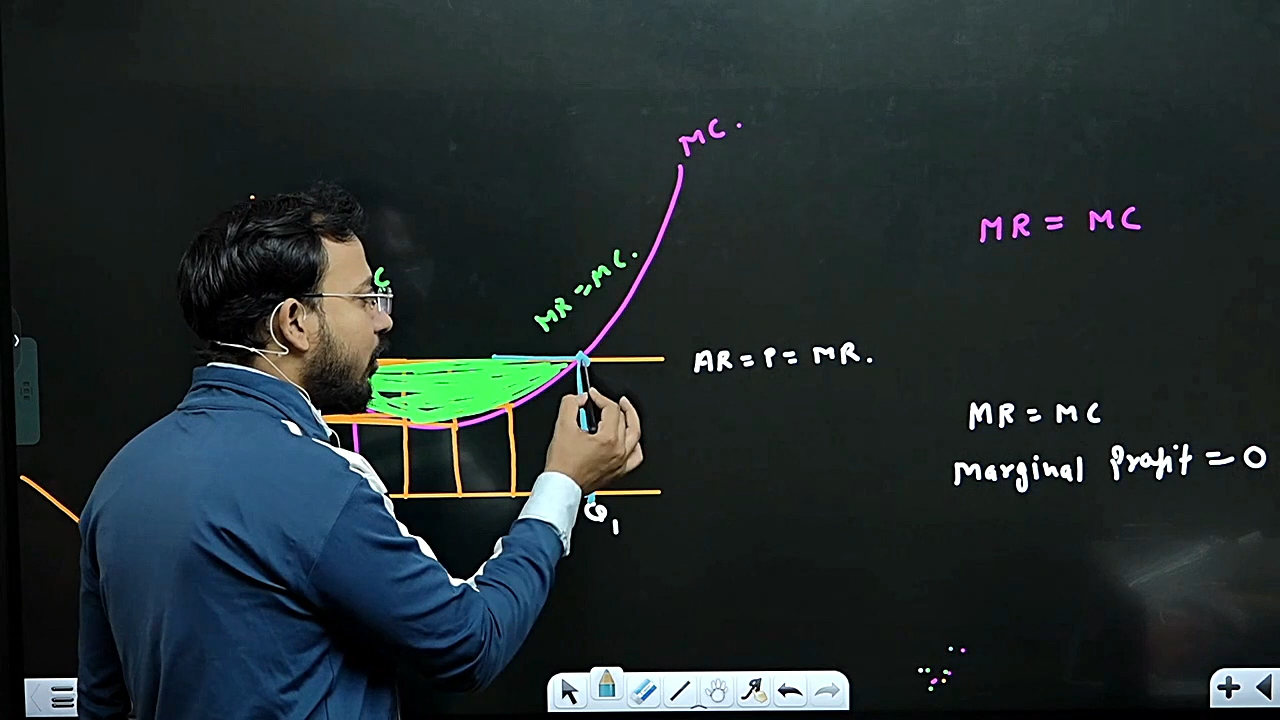 MC.
MR = MC
MR = MC.
AR = P = MR.
MR = MC
Marginal Profit = 0
Q1